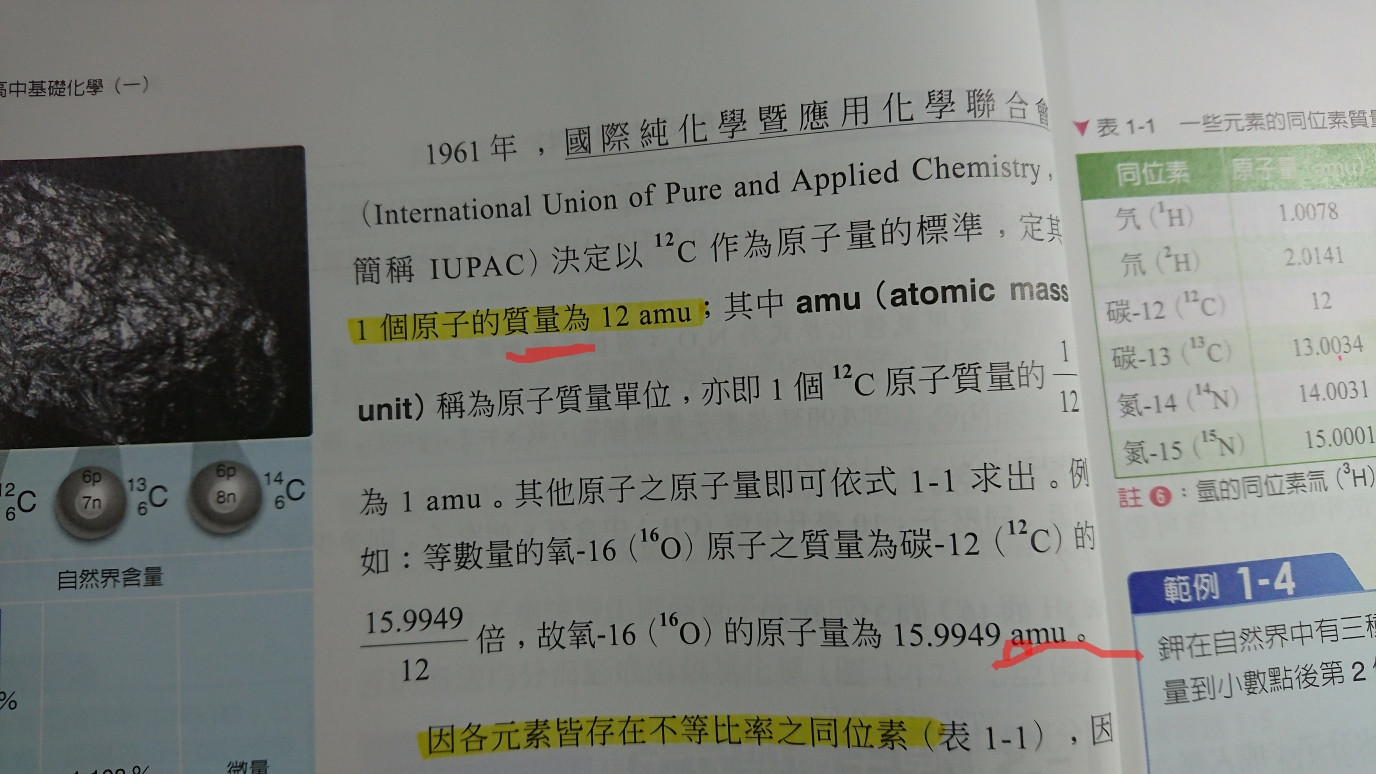 高中基礎化學（一）
1961 年，國際純化學暨應用化學聯合會
（International Union of Pure and Applied Chemistry，
簡稱 IUPAC）決定以 ¹²C 作為原子量的標準，定其
1 個原子的質量為 12 amu；其中 amu（atomic mass
unit）稱為原子質量單位，亦即 1 個 ¹²C 原子質量的 1/12
為 1 amu。其他原子之原子量即可依式 1-1 求出。例
如：等數量的氧-16（¹⁶O）原子之質量為碳-12（¹²C）的
15.9949/12 倍，故氧-16（¹⁶O）的原子量為 15.9949 amu。
因各元素皆存在不等比率之同位素（表 1-1），因
6p
7n
¹³₆C
6p
8n
¹⁴₆C
¹²₆C
自然界含量
%
微量
表 1-1 一些元素的同位素質量
同位素 原子量（amu）
氕（¹H） 1.0078
氘（²H） 2.0141
碳-12（¹²C） 12
碳-13（¹³C） 13.0034
氮-14（¹⁴N） 14.0031
氮-15（¹⁵N） 15.0001
註❻：氫的同位素氚（³H）
範例 1-4
鉀在自然界中有三種
量到小數點後第 2